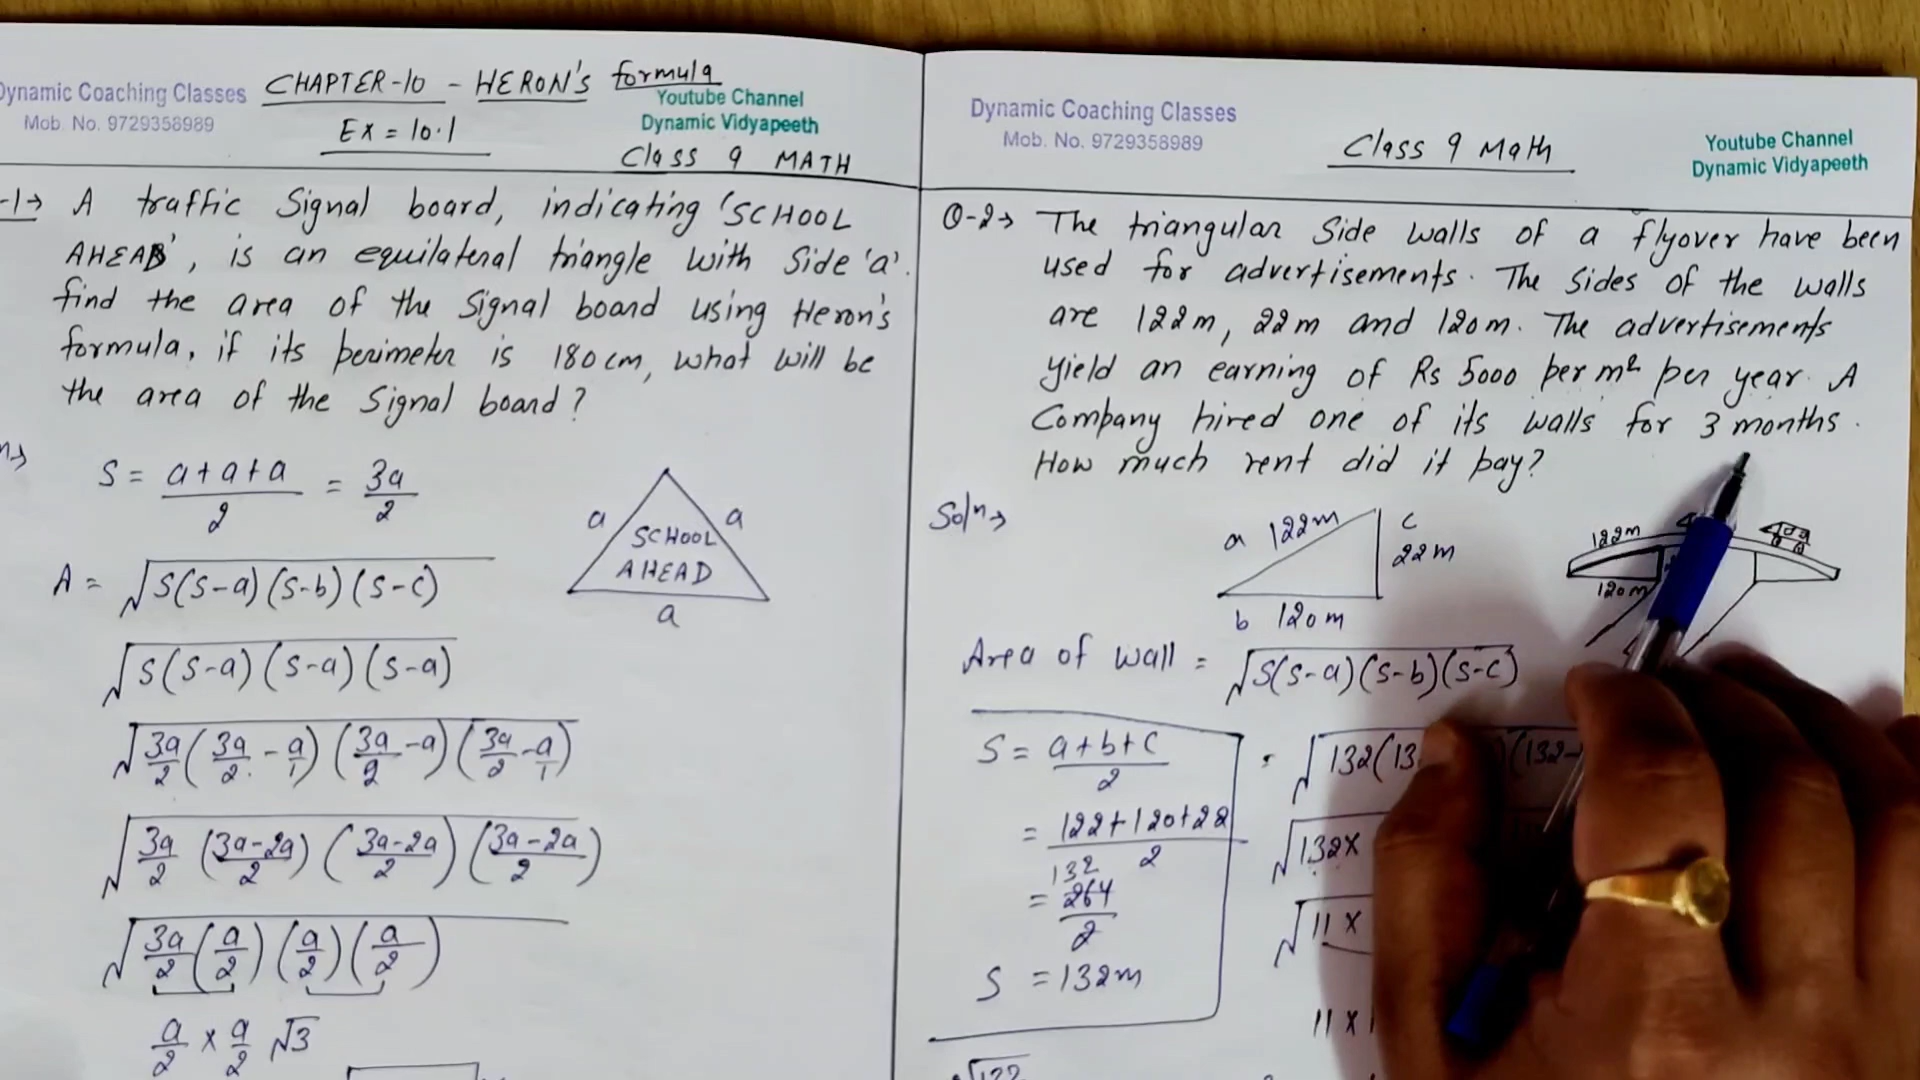 Dynamic Coaching Classes
Mob. No. 9729358989
CHAPTER-10 - HERON's formula
Ex = 10.1
Youtube Channel
Dynamic Vidyapeeth
Class 9 MATH
-1→ A traffic Signal board, indicating 'SCHOOL
AHEAD', is an equilateral triangle with Side 'a'.
find the area of the Signal board using Heron's
formula, if its perimeter is 180 cm, what will be
the area of the Signal board?
S = a+a+a/2 = 3a/2
A = √S(S-a)(S-b)(S-c)
√S(S-a)(S-a)(S-a)
√3a/2(3a/2 - a/1)(3a/2 - a)(3a/2 - a/1)
√3a/2 (3a-2a/2)(3a-2a/2)(3a-2a/2)
√3a/2(a/2)(a/2)(a/2)
a/2 × a/2 √3
a
a
SCHOOL
AHEAD
a
Dynamic Coaching Classes
Mob. No. 9729358989
Class 9 Math
Youtube Channel
Dynamic Vidyapeeth
Q-2→ The triangular Side walls of a flyover have been
used for advertisements. The sides of the walls
are 122m, 22m and 120m. The advertisements
yield an earning of Rs 5000 per m² per year. A
Company hired one of its walls for 3 months.
How much rent did it pay?
Soln→
a 122m
c
22m
b 120m
122m
120m
Area of wall = √S(S-a)(S-b)(S-c)
S = a+b+c/2
= 122+120+22/2
132
= 264/2
S = 132m
√132(13
(132-
√132×
√11×
11×
√132